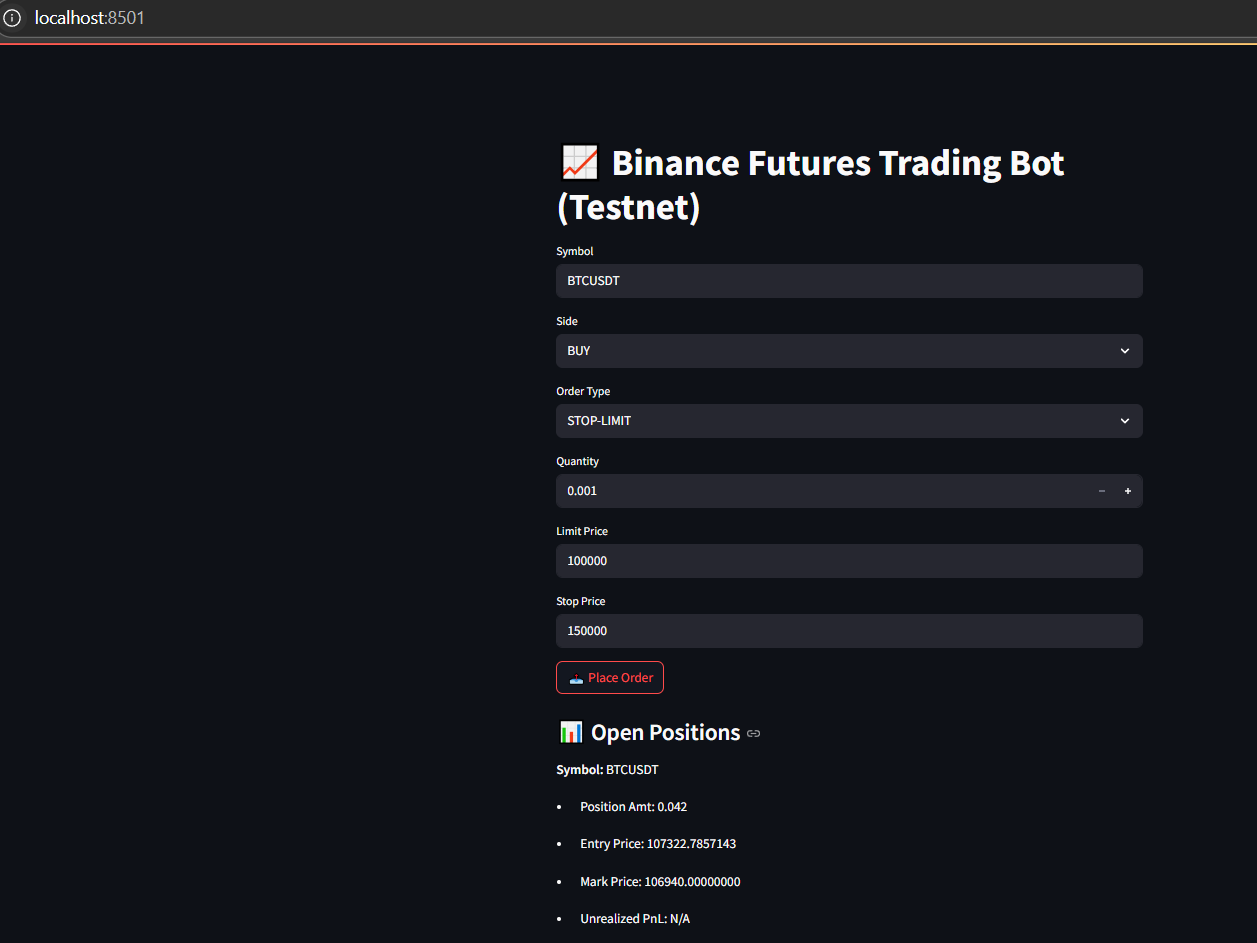 localhost:8501
📈 Binance Futures Trading Bot
(Testnet)
Symbol
BTCUSDT
Side
BUY
Order Type
STOP-LIMIT
Quantity
0.001
Limit Price
100000
Stop Price
150000
Place Order
📊 Open Positions
Symbol: BTCUSDT
• Position Amt: 0.042
• Entry Price: 107322.7857143
• Mark Price: 106940.00000000
• Unrealized PnL: N/A